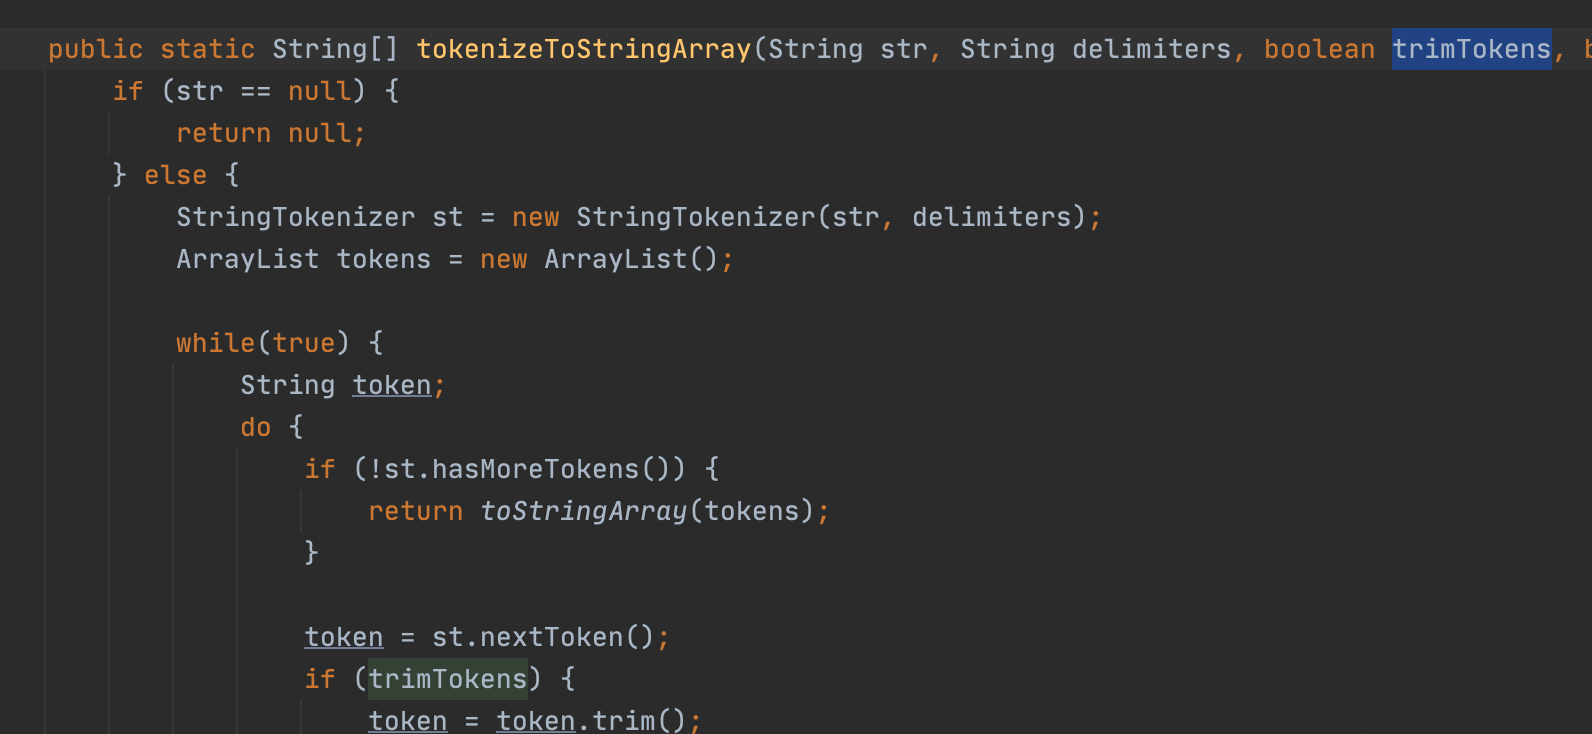 public static String[] tokenizeToStringArray(String str, String delimiters, boolean trimTokens, b
if (str == null) {
return null;
} else {
StringTokenizer st = new StringTokenizer(str, delimiters);
ArrayList tokens = new ArrayList();
while(true) {
String token;
do {
if (!st.hasMoreTokens()) {
return toStringArray(tokens);
}
token = st.nextToken();
if (trimTokens) {
token = token.trim();